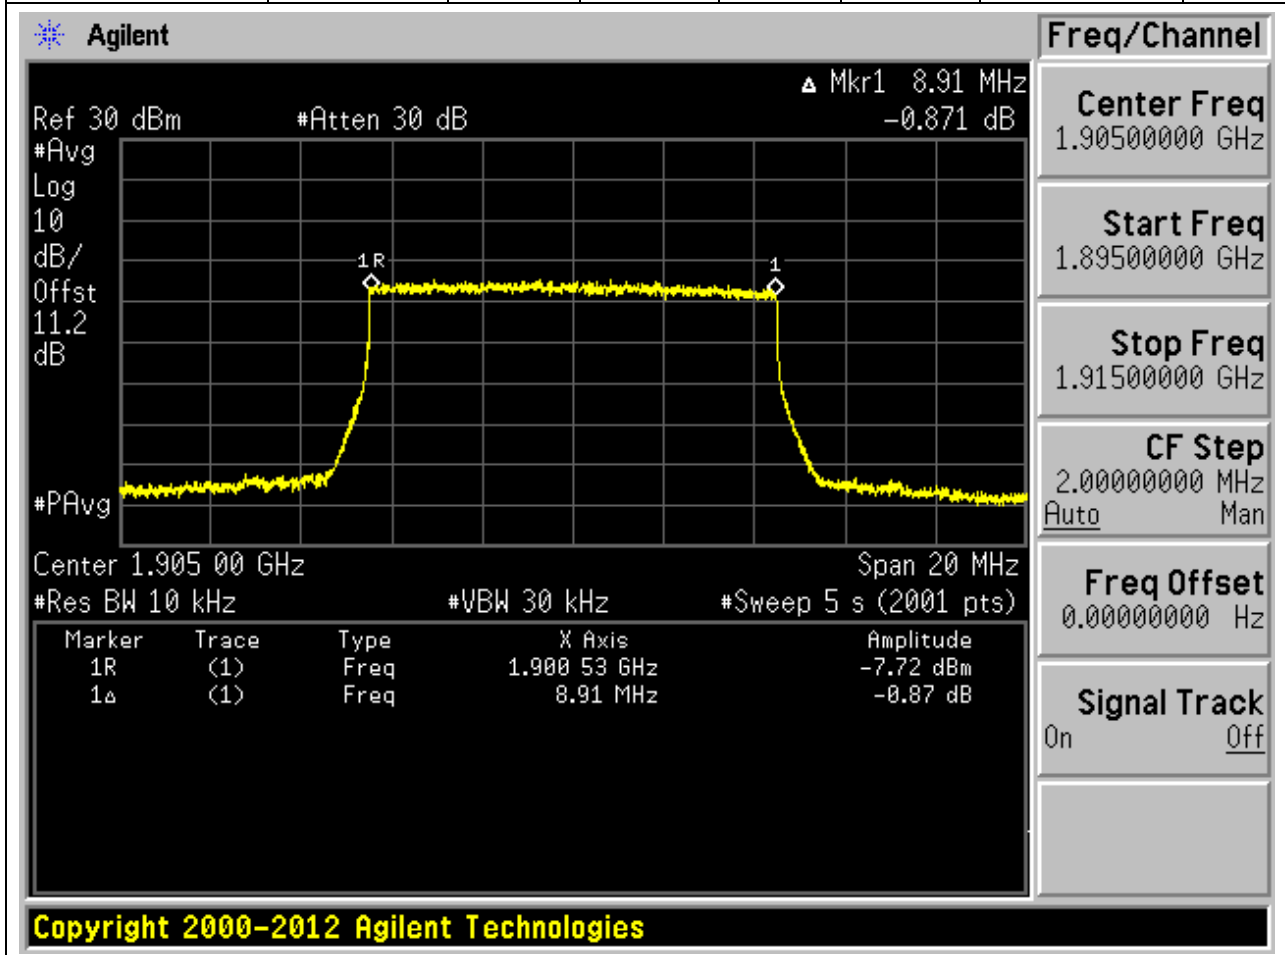 Agilent
Freq/Channel
▵ Mkr1 8.91 MHz
Ref 30 dBm #Atten 30 dB -0.871 dB
#Avg
Log
10
dB/
Offst
11.2
dB
#PAvg
1R
1
Center 1.905 00 GHz Span 20 MHz
#Res BW 10 kHz #VBW 30 kHz #Sweep 5 s (2001 pts)
Marker Trace Type X Axis Amplitude
1R (1) Freq 1.900 53 GHz -7.72 dBm
1▵ (1) Freq 8.91 MHz -0.87 dB
Center Freq
1.90500000 GHz
Start Freq
1.89500000 GHz
Stop Freq
1.91500000 GHz
CF Step
2.00000000 MHz
Auto Man
Freq Offset
0.00000000 Hz
Signal Track
On Off
Copyright 2000-2012 Agilent Technologies